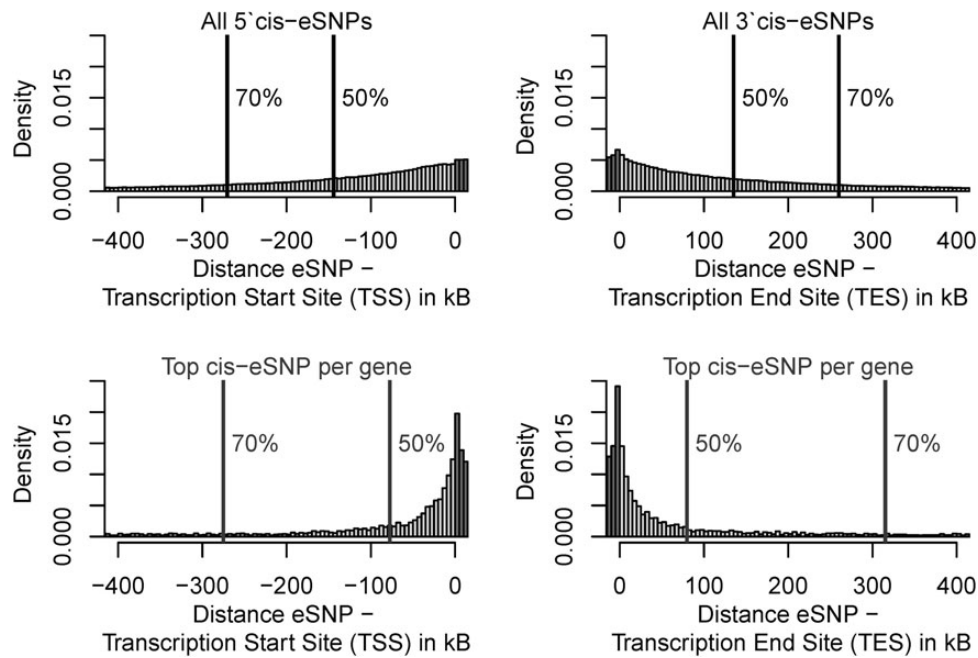 All 5`cis−eSNPs
Density
0.000
0.015
70%
50%
−400
−300
−200
−100
0
Distance eSNP −
Transcription Start Site (TSS) in kB
All 3`cis−eSNPs
Density
0.000
0.015
50%
70%
0
100
200
300
400
Distance eSNP −
Transcription End Site (TES) in kB
Top cis−eSNP per gene
Density
0.000
0.015
70%
50%
−400
−300
−200
−100
0
Distance eSNP −
Transcription Start Site (TSS) in kB
Top cis−eSNP per gene
Density
0.000
0.015
50%
70%
0
100
200
300
400
Distance eSNP −
Transcription End Site (TES) in kB